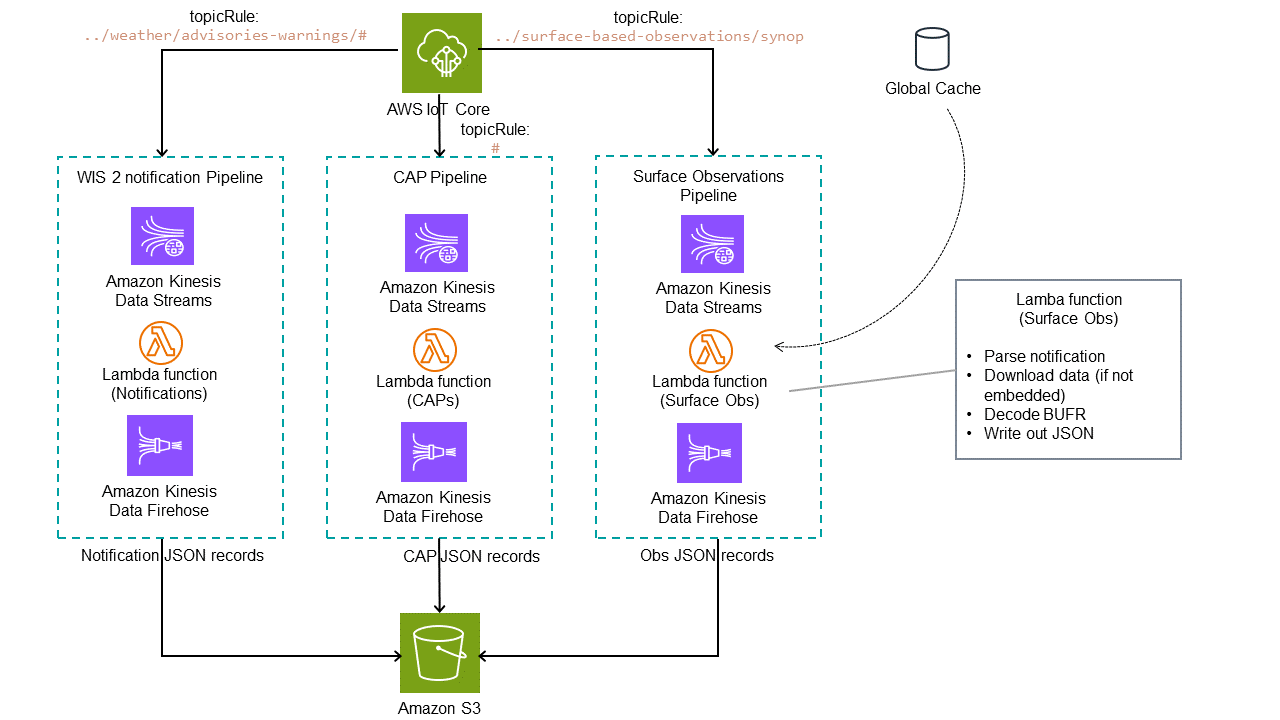 topicRule:
../weather/advisories-warnings/#
topicRule:
../surface-based-observations/synop
Global Cache
AWS IoT Core
topicRule:
#
WIS 2 notification Pipeline
Amazon Kinesis
Data Streams
Lambda function
(Notifications)
Amazon Kinesis
Data Firehose
Notification JSON records
CAP Pipeline
Amazon Kinesis
Data Streams
Lambda function
(CAPs)
Amazon Kinesis
Data Firehose
CAP JSON records
Surface Observations
Pipeline
Amazon Kinesis
Data Streams
Lambda function
(Surface Obs)
Amazon Kinesis
Data Firehose
Obs JSON records
Lamba function
(Surface Obs)
• Parse notification
• Download data (if not
embedded)
• Decode BUFR
• Write out JSON
Amazon S3